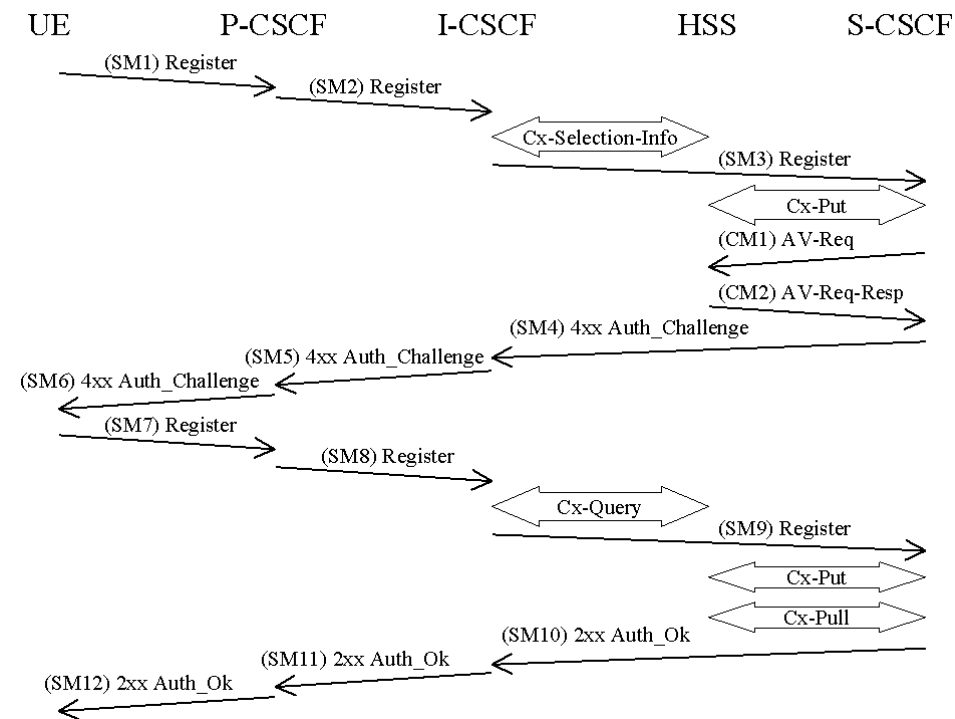 UE P-CSCF I-CSCF HSS S-CSCF
(SM1) Register
(SM2) Register
Cx-Selection-Info
(SM3) Register
Cx-Put
(CM1) AV-Req
(CM2) AV-Req-Resp
(SM4) 4xx Auth_Challenge
(SM5) 4xx Auth_Challenge
(SM6) 4xx Auth_Challenge
(SM7) Register
(SM8) Register
Cx-Query
(SM9) Register
Cx-Put
Cx-Pull
(SM10) 2xx Auth_Ok
(SM11) 2xx Auth_Ok
(SM12) 2xx Auth_Ok